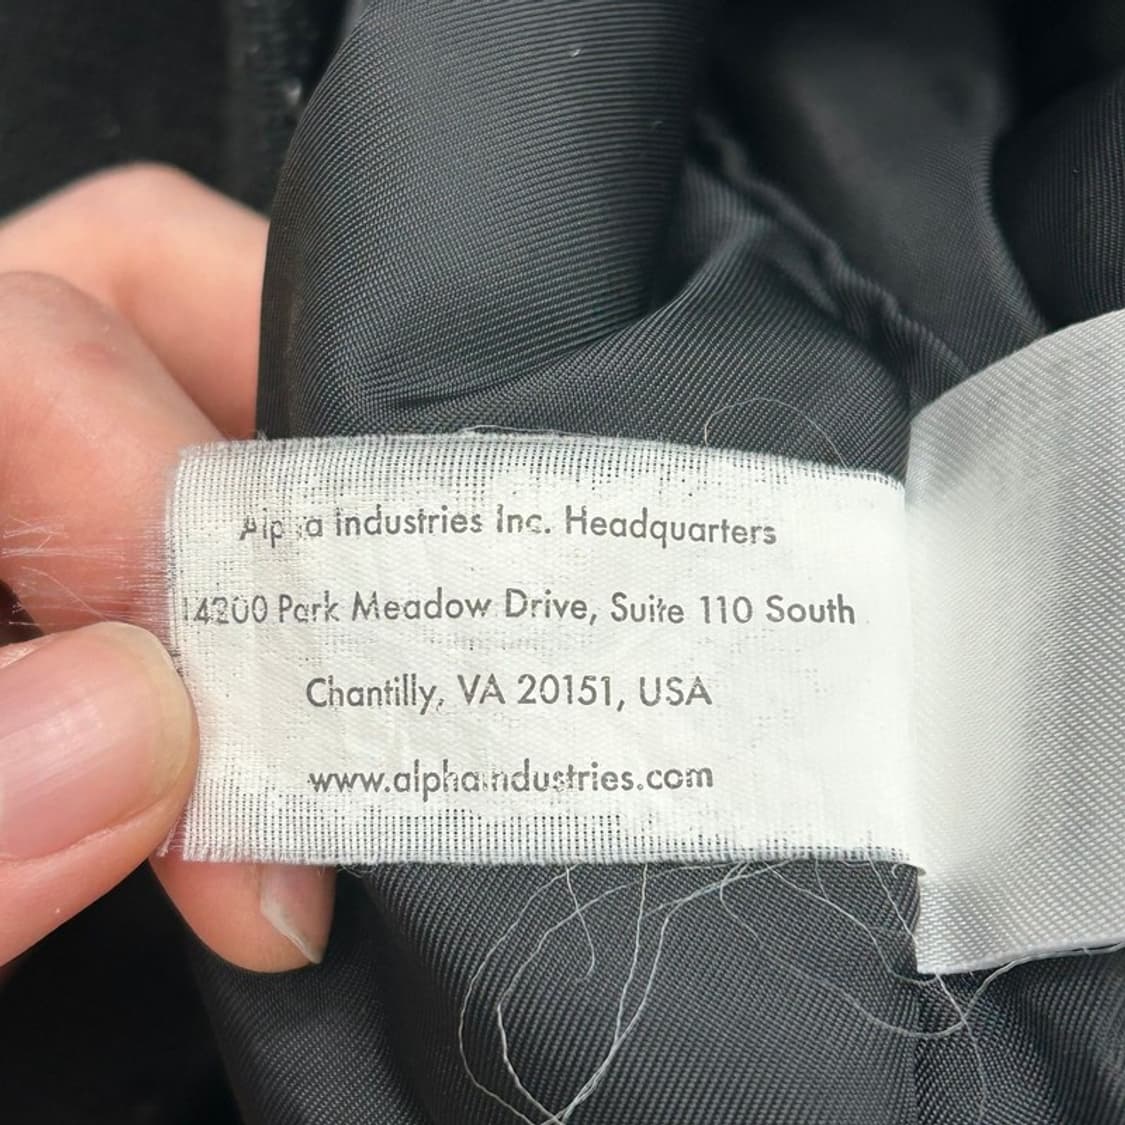 Alpha Industries Inc. Headquarters
14200 Park Meadow Drive, Suite 110 South
Chantilly, VA 20151, USA
www.alphaindustries.com